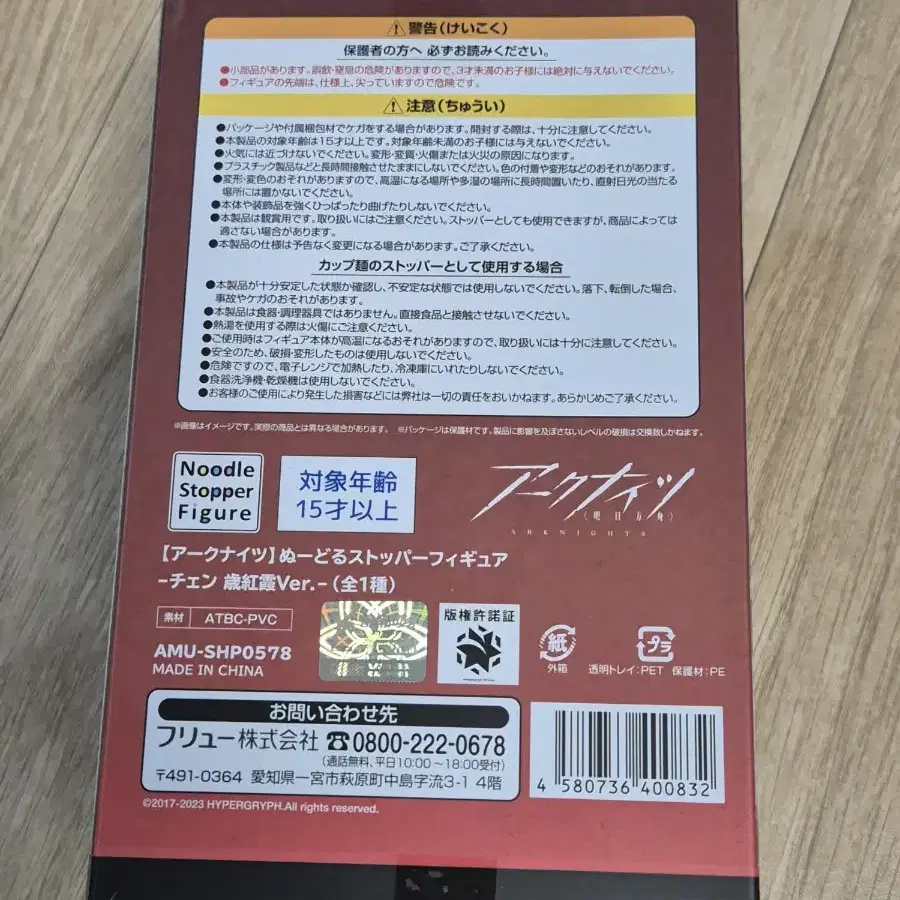 ⚠警告(けいこく)
保護者の方へ 必ずお読みください。
●小部品があります。誤飲・窒息の危険がありますので、3才未満のお子様には絶対に与えないでください。
●フィギュアの先端は、仕様上、尖っていますので危険です。
⚠注意(ちゅうい)
●パッケージや付属梱包材でケガをする場合があります。開封する際は、十分に注意してください。
●本製品の対象年齢は15才以上です。対象年齢未満のお子様には与えないでください。
●火気には近づけないでください。変形・変質・火傷または火災の原因になります。
●プラスチック製品などと長時間接触させたままにしないでください。色の付着や変形などのおそれがあります。
●変形・変色のおそれがありますので、高温になる場所や多湿の場所に長時間置いたり、直射日光の当たる
場所には置かないでください。
●本体や装飾品を強くひっぱったり曲げたりしないでください。
●本製品は観賞用です。取り扱いにはご注意ください。ストッパーとしても使用できますが、商品によっては
適さない場合があります。
●本製品の仕様は予告なく変更になる場合があります。ご了承ください。
カップ麺のストッパーとして使用する場合
●本製品が十分安定した状態か確認し、不安定な状態では使用しないでください。落下、転倒した場合、
事故やケガのおそれがあります。
●本製品は食器・調理器具ではありません。直接食品と接触させないでください。
●熱湯を使用する際は火傷にご注意ください。
●ご使用時はフィギュア本体が高温になるおそれがありますので、取り扱いには十分に注意してください。
●安全のため、破損・変形したものは使用しないでください。
●危険ですので、電子レンジで加熱したり、冷凍庫にいれたりしないでください。
●食器洗浄機・乾燥機は使用しないでください。
●お客様のご使用により発生した損害などには弊社は一切の責任をおいかねます。あらかじめご了承ください。
※画像はイメージです。実際の商品とは異なる場合があります。 ※パッケージは保護材です。製品に影響を及ぼさないレベルの破損は交換致しかねます。
Noodle
Stopper
Figure
対象年齢
15才以上
アークナイツ
(明日方舟)
ARKNIGHTS
【アークナイツ】ぬーどるストッパーフィギュア
-チェン 歳紅霞Ver.-(全1種)
素材 ATBC-PVC
AMU-SHP0578
MADE IN CHINA
版権許諾証
紙
外箱
プラ
透明トレイ:PET 保護材:PE
お問い合わせ先
フリュー株式会社 ☎0800-222-0678
(通話無料、平日10:00~18:00受付)
〒491-0364 愛知県一宮市萩原町中島字流3-1 4階
©2017-2023 HYPERGRYPH.All rights reserved.
4 580736 400832